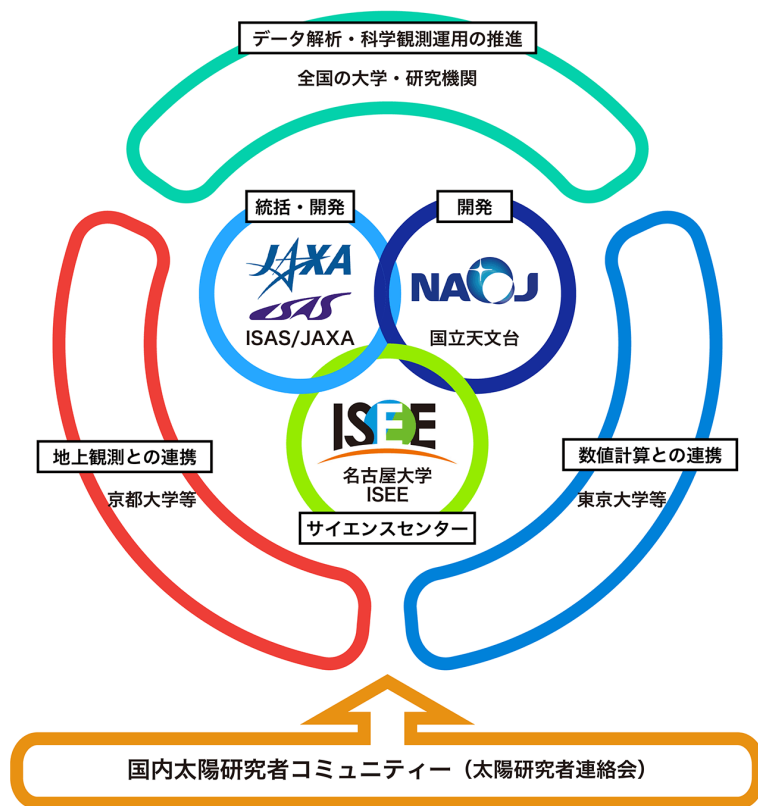 データ解析・科学観測運用の推進
全国の大学・研究機関
統括・開発
JAXA
ISAS
ISAS/JAXA
開発
NAOJ
国立天文台
ISEE
名古屋大学
ISEE
サイエンスセンター
地上観測との連携
京都大学等
数値計算との連携
東京大学等
国内太陽研究者コミュニティー（太陽研究者連絡会）